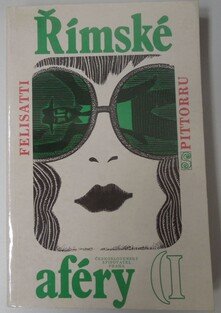 Římské
FELISATTI
PITTORRU
ČESKOSLOVENSKÝ
SPISOVATEL
PRAHA
aféry (I